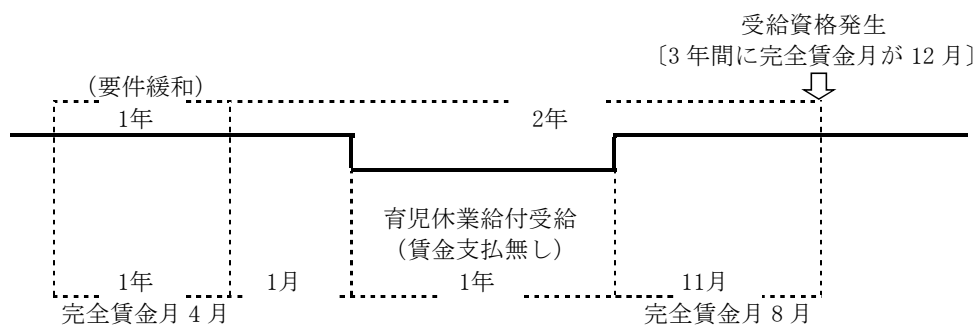 受給資格発生
〔3年間に完全賃金月が12月〕
(要件緩和)
1年
2年
育児休業給付受給
(賃金支払無し)
1年
1月
1年
11月
完全賃金月4月
完全賃金月8月